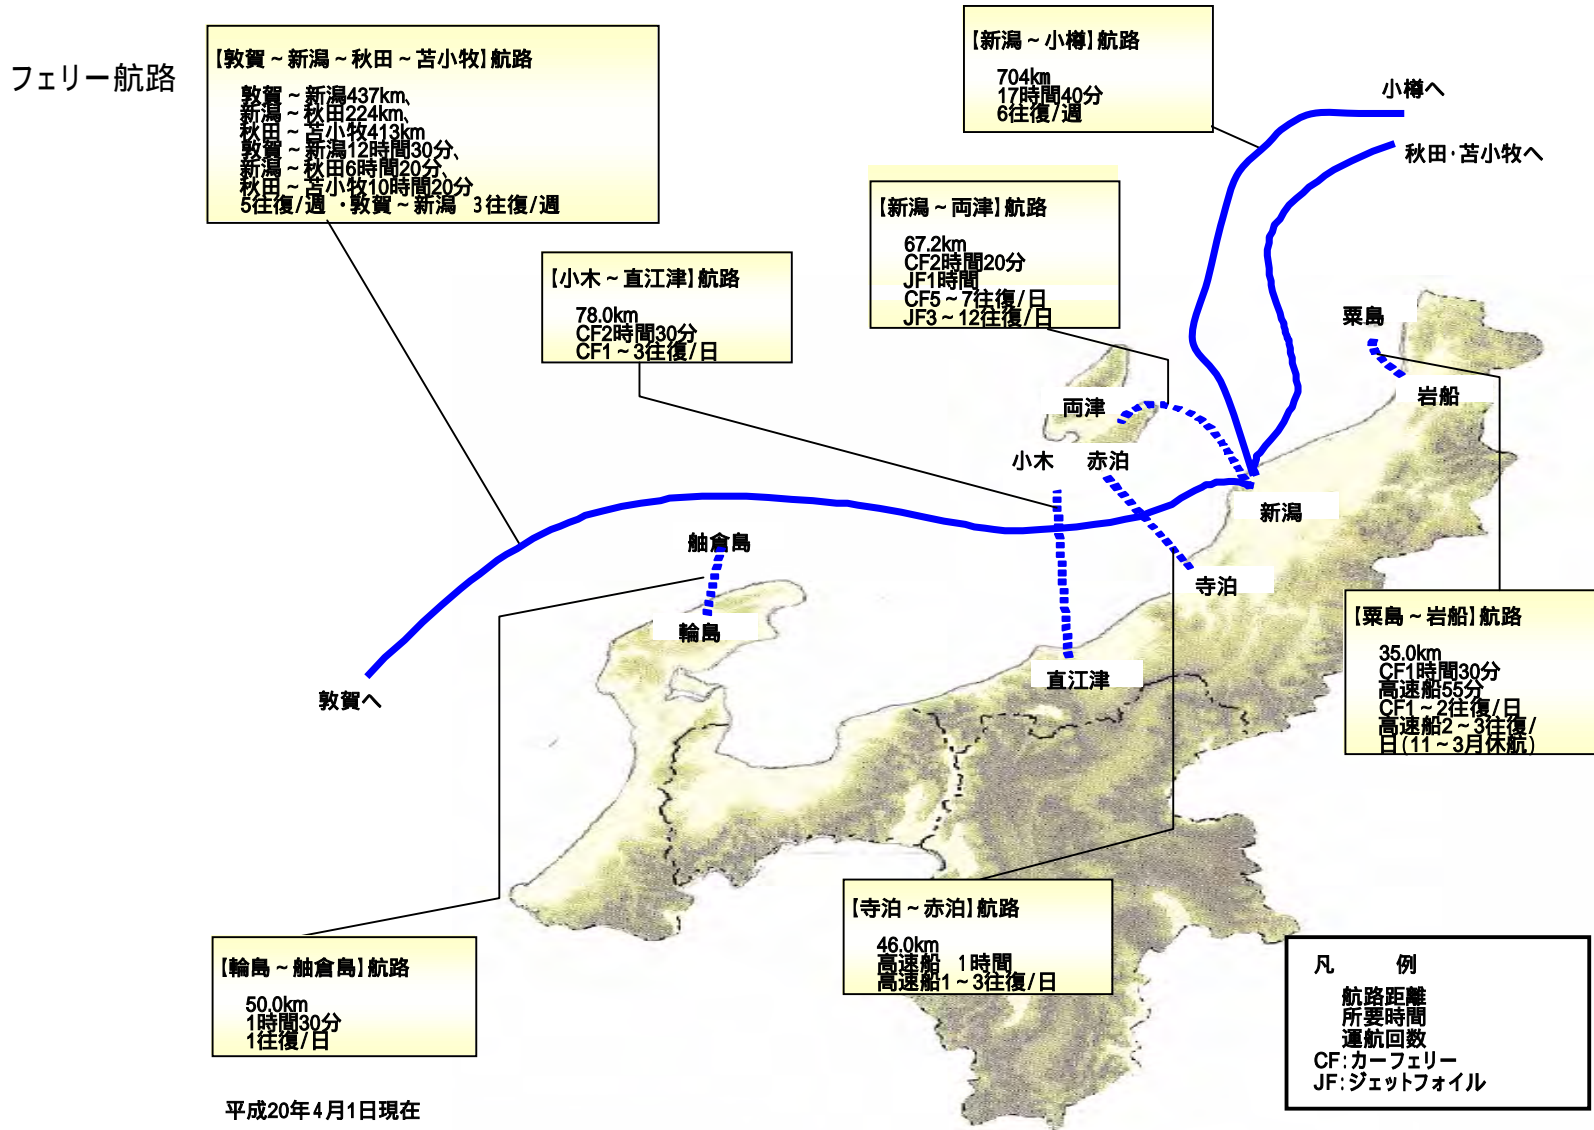 フェリー航路
【敦賀~新潟~秋田~苫小牧】航路
敦賀~新潟437km、
新潟~秋田224km、
秋田~苫小牧413km
敦賀~新潟12時間30分、
新潟~秋田6時間20分、
秋田~苫小牧10時間20分
5往復/週 ・敦賀~新潟 3往復/週
【新潟~小樽】航路
704km
17時間40分
6往復/週
小樽へ
秋田・苫小牧へ
【新潟~両津】航路
67.2km
CF2時間20分
JF1時間
CF5~7往復/日
JF3~12往復/日
【小木~直江津】航路
78.0km
CF2時間30分
CF1~3往復/日
粟島
岩船
両津
小木
赤泊
新潟
舳倉島
寺泊
輪島
直江津
敦賀へ
【粟島~岩船】航路
35.0km
CF1時間30分
高速船55分
CF1~2往復/日
高速船2~3往復/
日(11~3月休航)
【寺泊~赤泊】航路
46.0km
高速船 1時間
高速船1~3往復/日
【輪島~舳倉島】航路
50.0km
1時間30分
1往復/日
凡 例
航路距離
所要時間
運航回数
CF:カーフェリー
JF:ジェットフォイル
平成20年4月1日現在